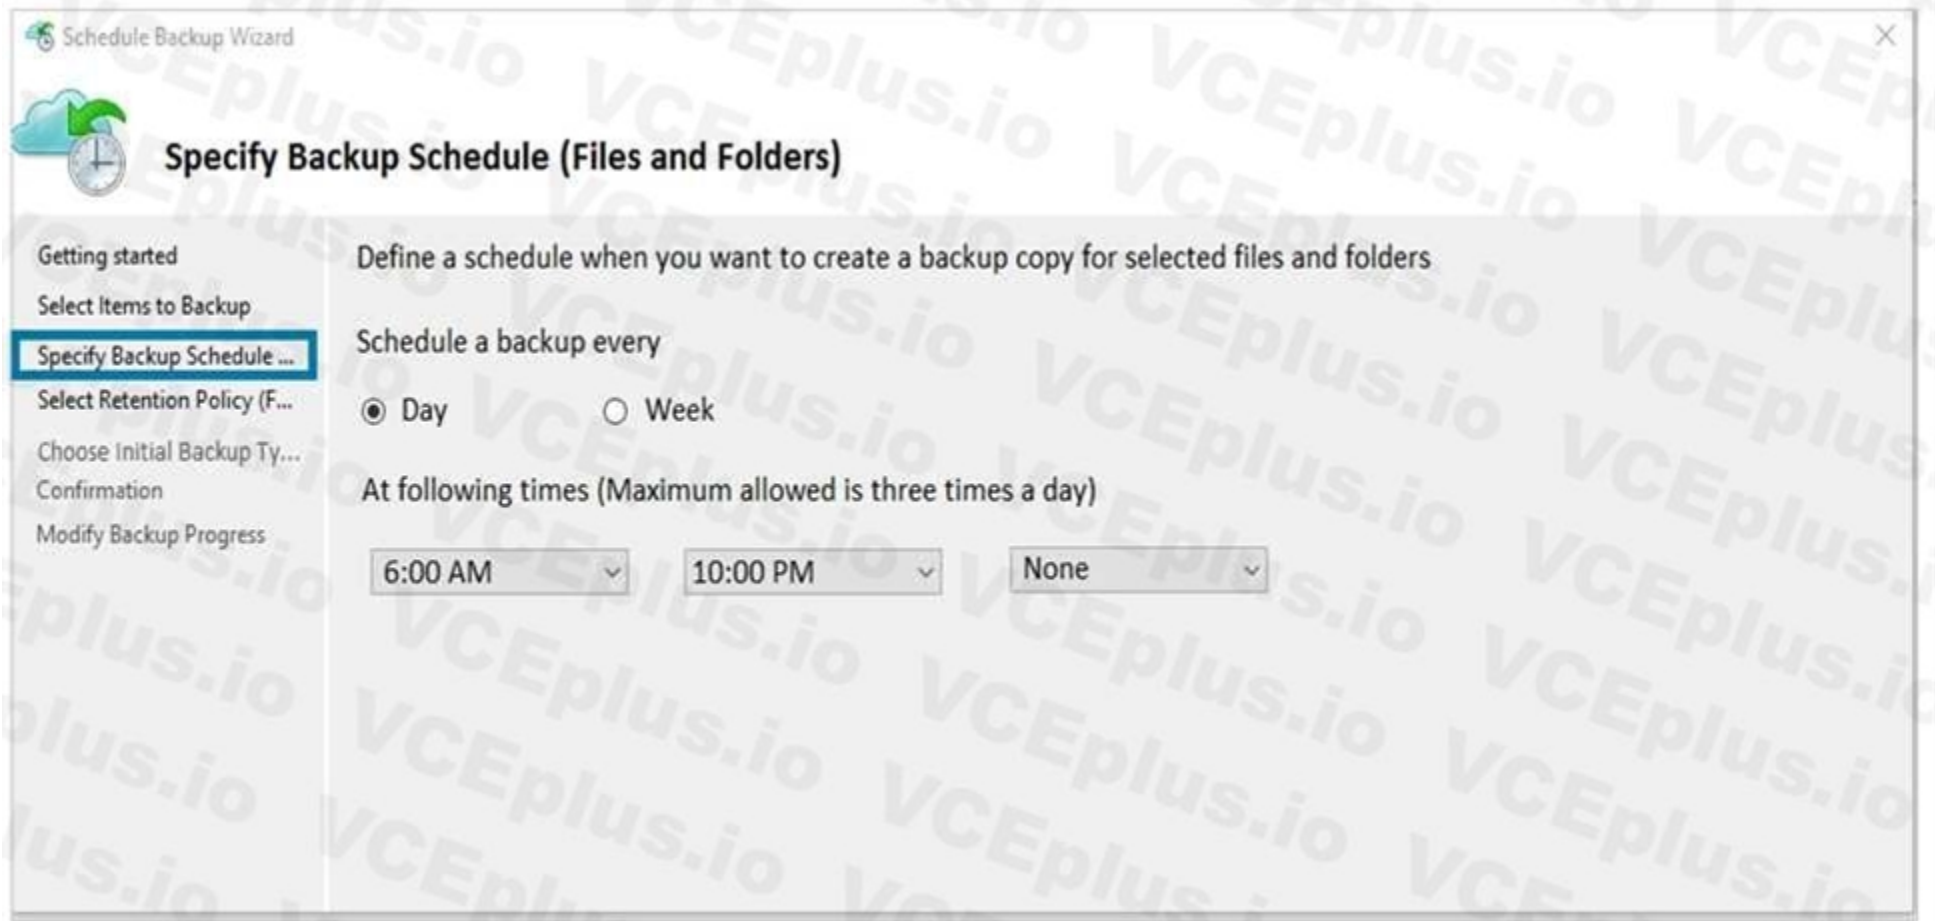 Schedule Backup Wizard
Specify Backup Schedule (Files and Folders)
Getting started
Select Items to Backup
Specify Backup Schedule ...
Select Retention Policy (F...
Choose Initial Backup Ty...
Confirmation
Modify Backup Progress
Define a schedule when you want to create a backup copy for selected files and folders
Schedule a backup every
Day
Week
At following times (Maximum allowed is three times a day)
6:00 AM
10:00 PM
None
VCEplus.io